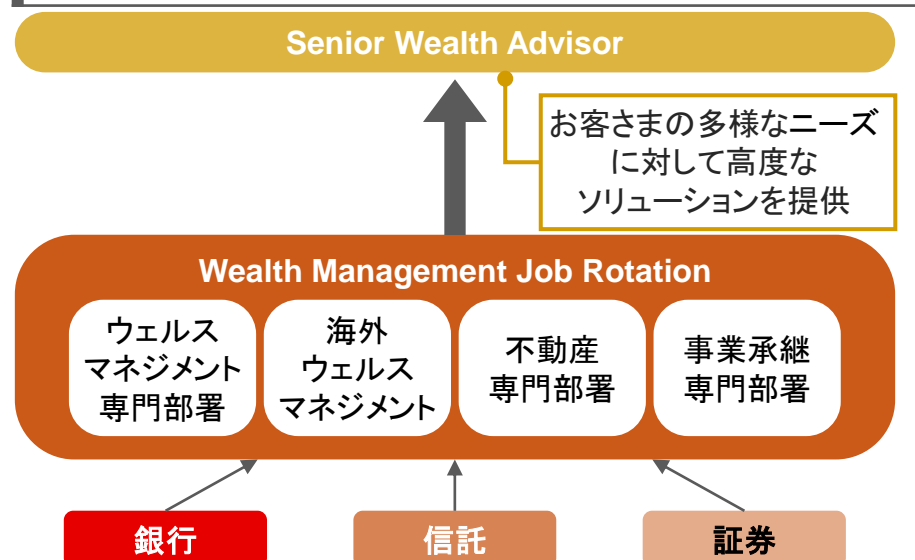 Senior Wealth Advisor
お客さまの多様なニーズ
に対して高度な
ソリューションを提供
Wealth Management Job Rotation
ウェルス
マネジメント
専門部署
海外
ウェルス
マネジメント
不動産
専門部署
事業承継
専門部署
銀行
信託
証券